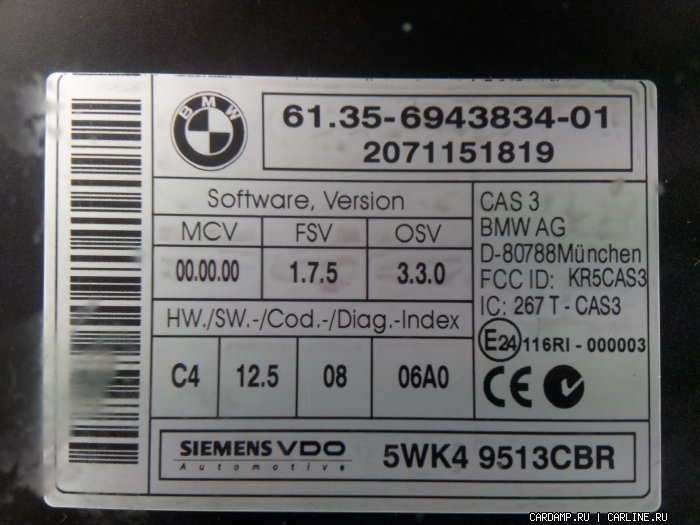 BMW
61.35-6943834-01
2071151819
Software, Version
MCV FSV OSV
00.00.00 1.7.5 3.3.0
HW./SW.-/Cod.-/Diag.-Index
C4 12.5 08 06A0
CAS 3
BMW AG
D-80788München
FCC ID: KR5CAS3
IC: 267 T-CAS3
E24 116RI-000003
CE
SIEMENS VDO
Automotive
5WK4 9513CBR
CARDAMP.RU | CARLINE.RU